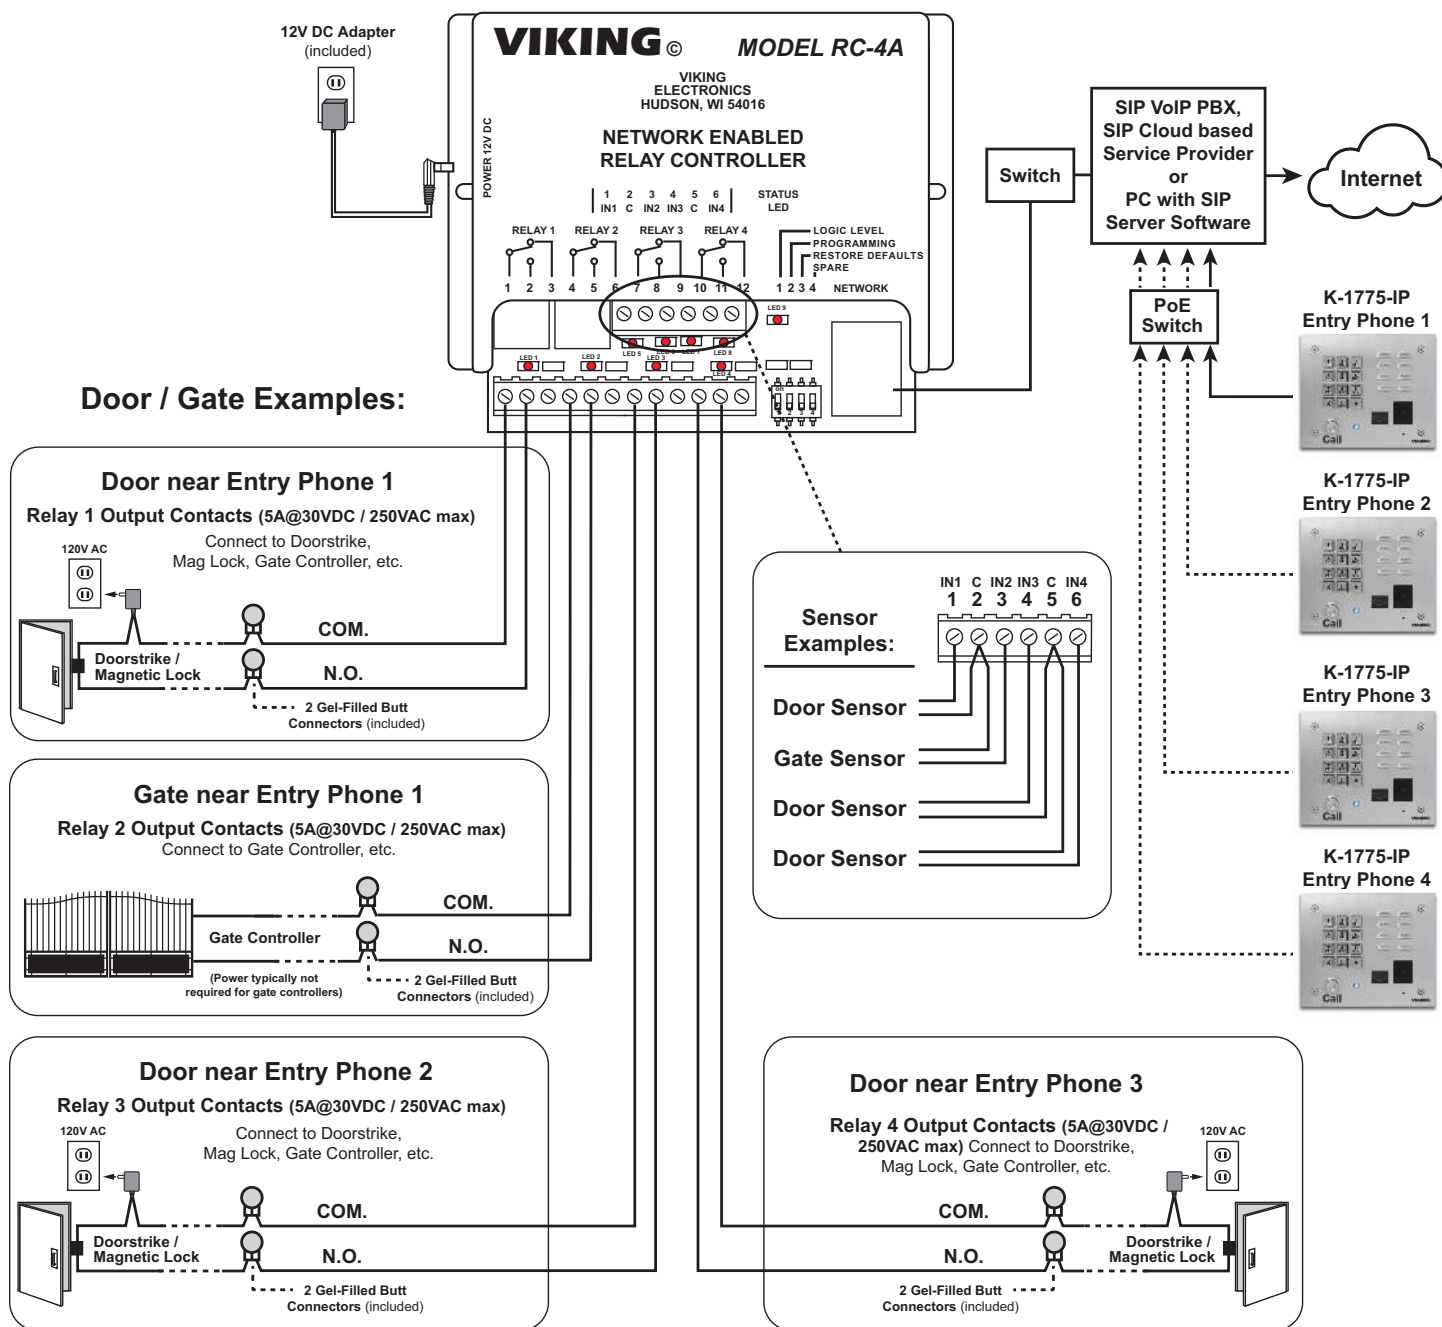 12V DC Adapter
(included)
VIKING ©
MODEL RC-4A
VIKING
ELECTRONICS
HUDSON, WI 54016
NETWORK ENABLED
RELAY CONTROLLER
POWER 12V DC
1 2 3 4 5 6
IN1 C IN2 IN3 C IN4
STATUS
LED
RELAY 1 RELAY 2 RELAY 3 RELAY 4
LOGIC LEVEL
PROGRAMMING
RESTORE DEFAULTS
SPARE
1 2 3 4 5 6 7 8 9 10 11 12
1 2 3 4
NETWORK
LED 9
LED 5
LED 8
LED 1
LED 2
LED 3
LED 4
on
2 3 4
Switch
SIP VoIP PBX,
SIP Cloud based
Service Provider
or
PC with SIP
Server Software
Internet
PoE
Switch
K-1775-IP
Entry Phone 1
Call
VIKING
K-1775-IP
Entry Phone 2
Call
VIKING
K-1775-IP
Entry Phone 3
Call
VIKING
K-1775-IP
Entry Phone 4
Call
VIKING
Door / Gate Examples:
Door near Entry Phone 1
Relay 1 Output Contacts (5A@30VDC / 250VAC max)
Connect to Doorstrike,
Mag Lock, Gate Controller, etc.
120V AC
COM.
Doorstrike /
Magnetic Lock
N.O.
2 Gel-Filled Butt
Connectors (included)
Gate near Entry Phone 1
Relay 2 Output Contacts (5A@30VDC / 250VAC max)
Connect to Gate Controller, etc.
COM.
Gate Controller
N.O.
(Power typically not
required for gate controllers)
2 Gel-Filled Butt
Connectors (included)
Door near Entry Phone 2
Relay 3 Output Contacts (5A@30VDC / 250VAC max)
Connect to Doorstrike,
Mag Lock, Gate Controller, etc.
120V AC
COM.
Doorstrike /
Magnetic Lock
N.O.
2 Gel-Filled Butt
Connectors (included)
Sensor
Examples:
IN1 C IN2 IN3 C IN4
1 2 3 4 5 6
Door Sensor
Gate Sensor
Door Sensor
Door Sensor
Door near Entry Phone 3
Relay 4 Output Contacts (5A@30VDC /
250VAC max) Connect to Doorstrike,
Mag Lock, Gate Controller, etc.
120V AC
COM.
Doorstrike /
Magnetic Lock
N.O.
2 Gel-Filled Butt
Connectors (included)